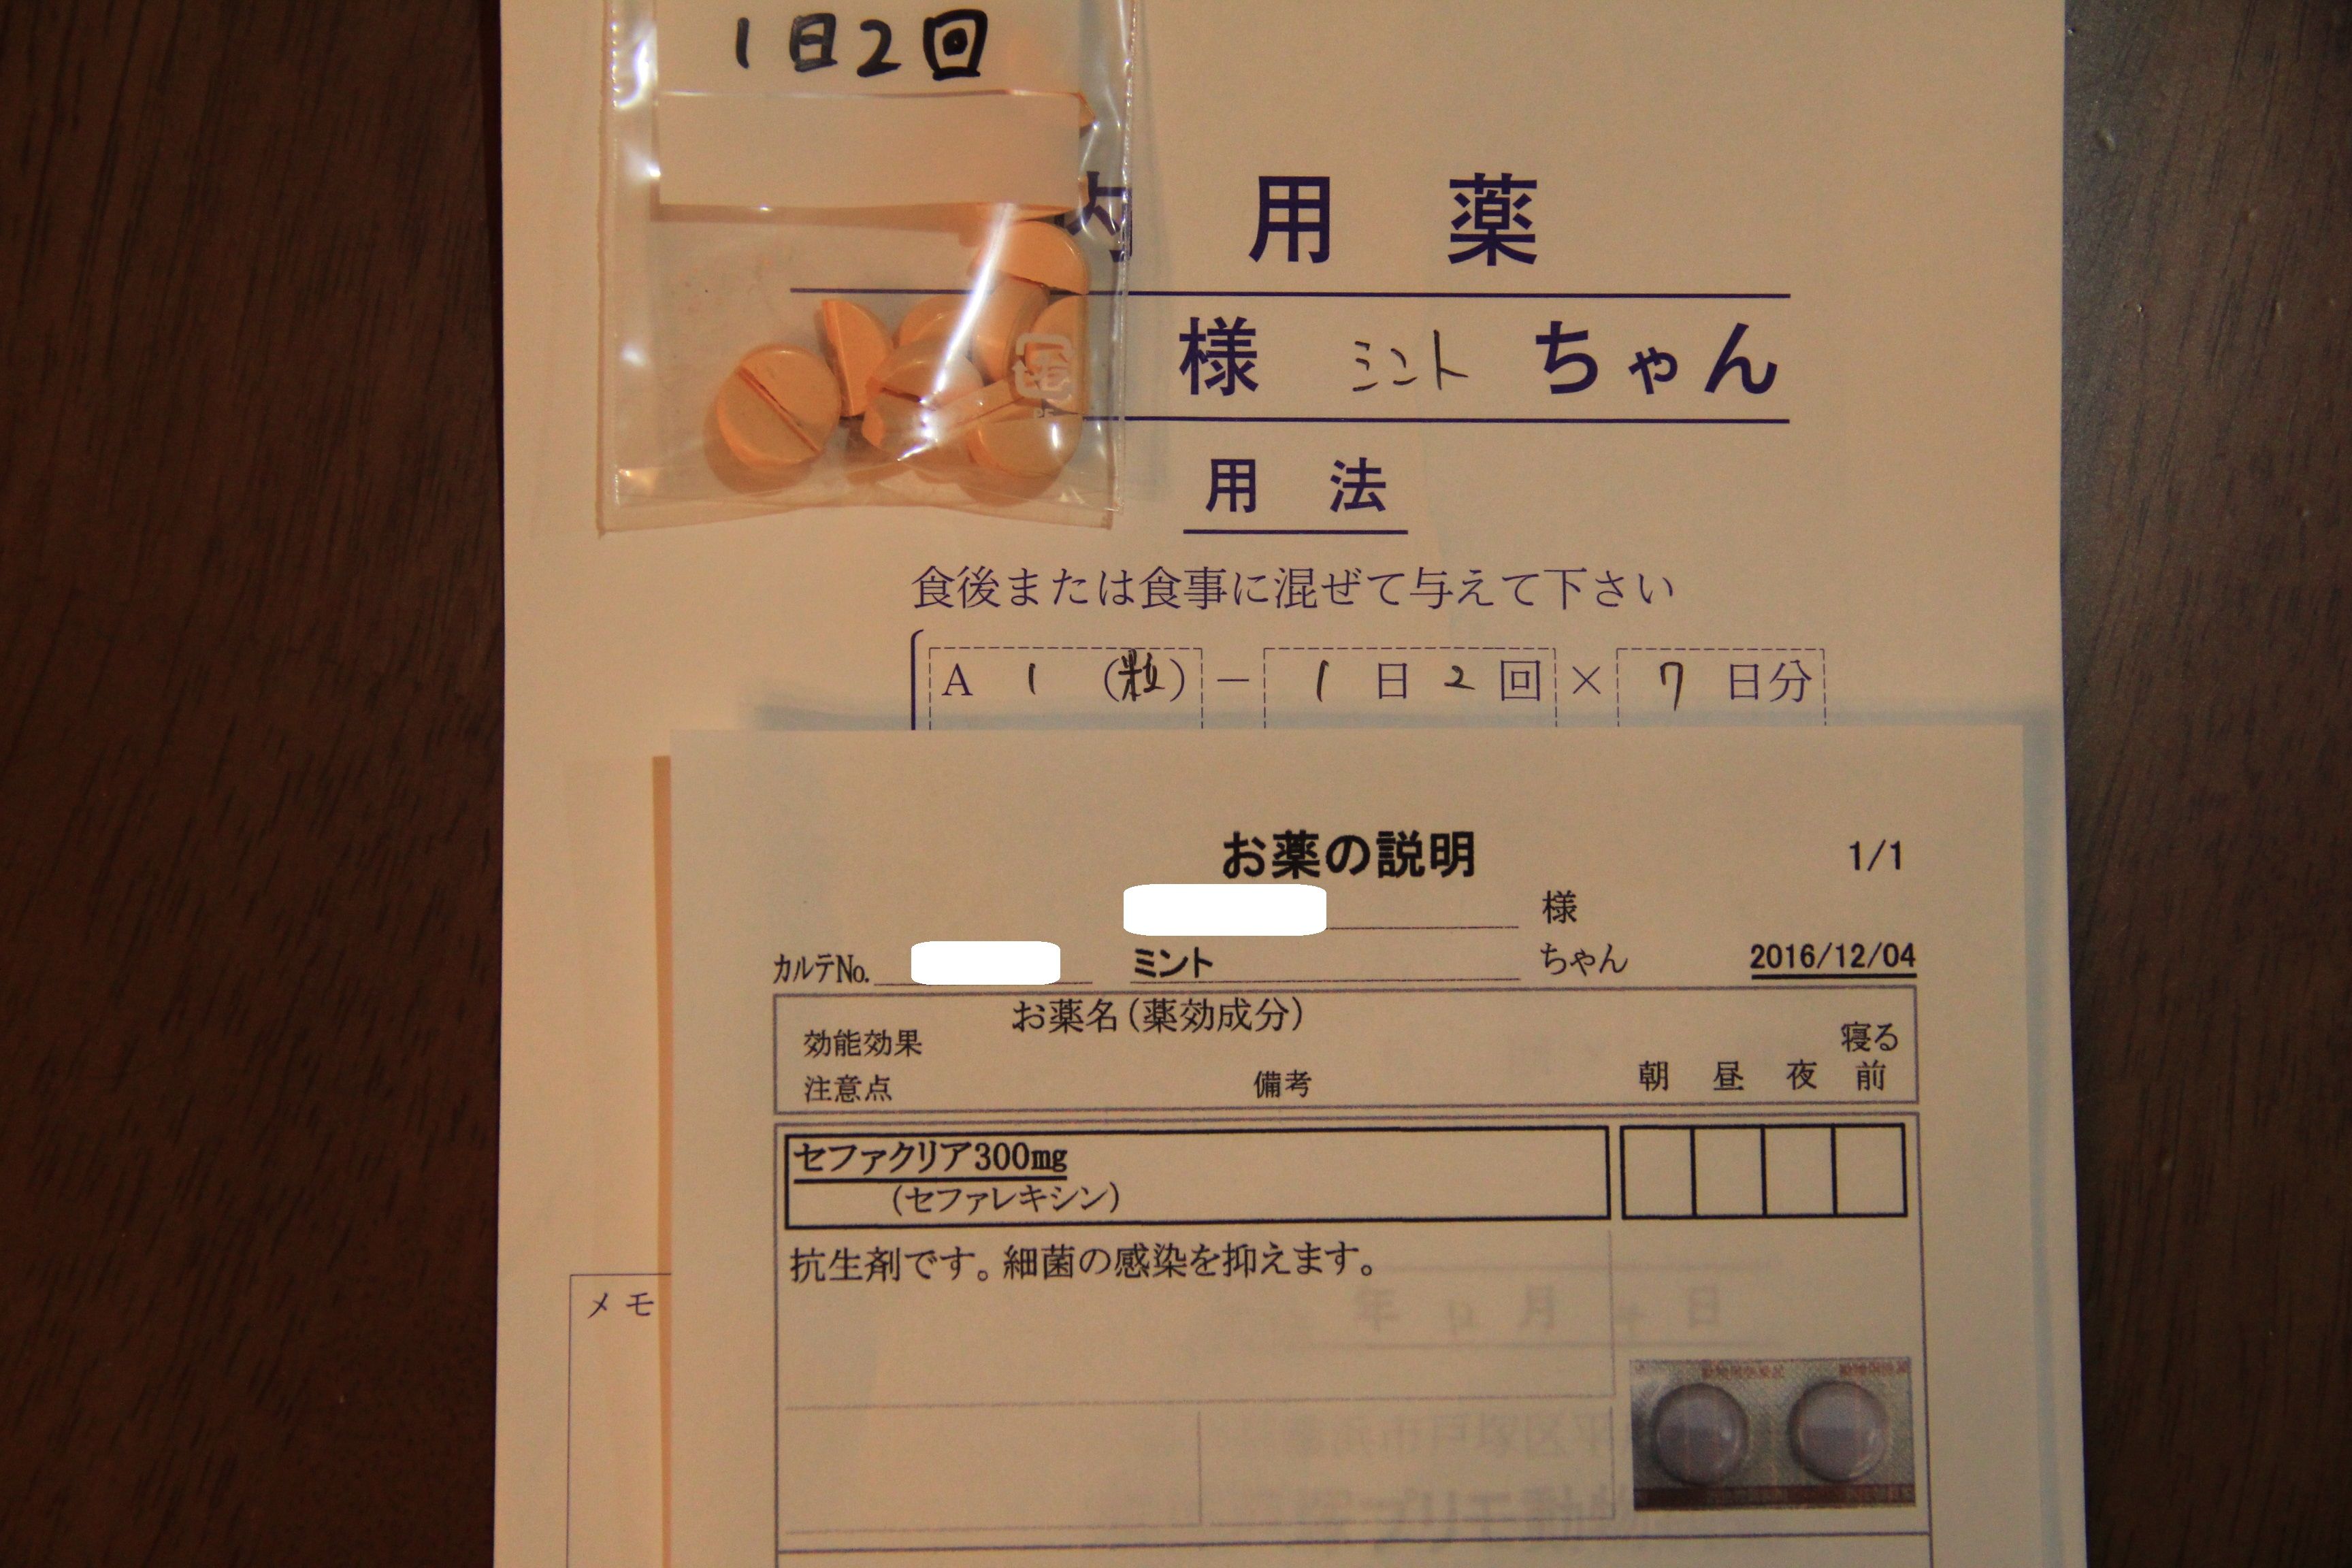 1日2回
内用薬
様 ミント ちゃん
用法
食後または食事に混ぜて与えて下さい
A 1 (粒) − 1日2回 × 7日分
お薬の説明 1/1
様
カルテNo. ミント ちゃん 2016/12/04
お薬名(薬効成分)
効能効果
注意点 備考 朝 昼 夜 寝る前
セファクリア300mg
(セファレキシン)
抗生剤です。細菌の感染を抑えます。
メモ